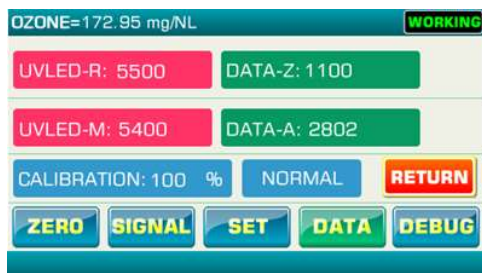 OZONE=172.95 mg/NL WORKING
UVLED-R: 5500 DATA-Z: 1100
UVLED-M: 5400 DATA-A: 2802
CALIBRATION: 100 % NORMAL RETURN
ZERO SIGNAL SET DATA DEBUG